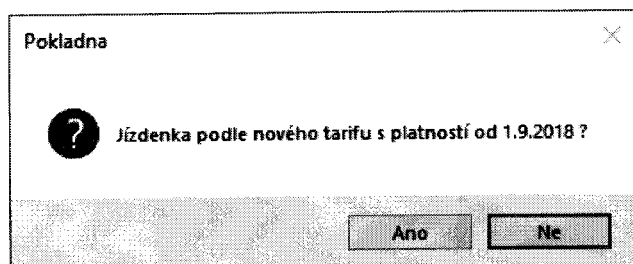 Pokladna
?
Jízdenka podle nového tarifu s platností od 1.9.2018 ?
Ano
Ne